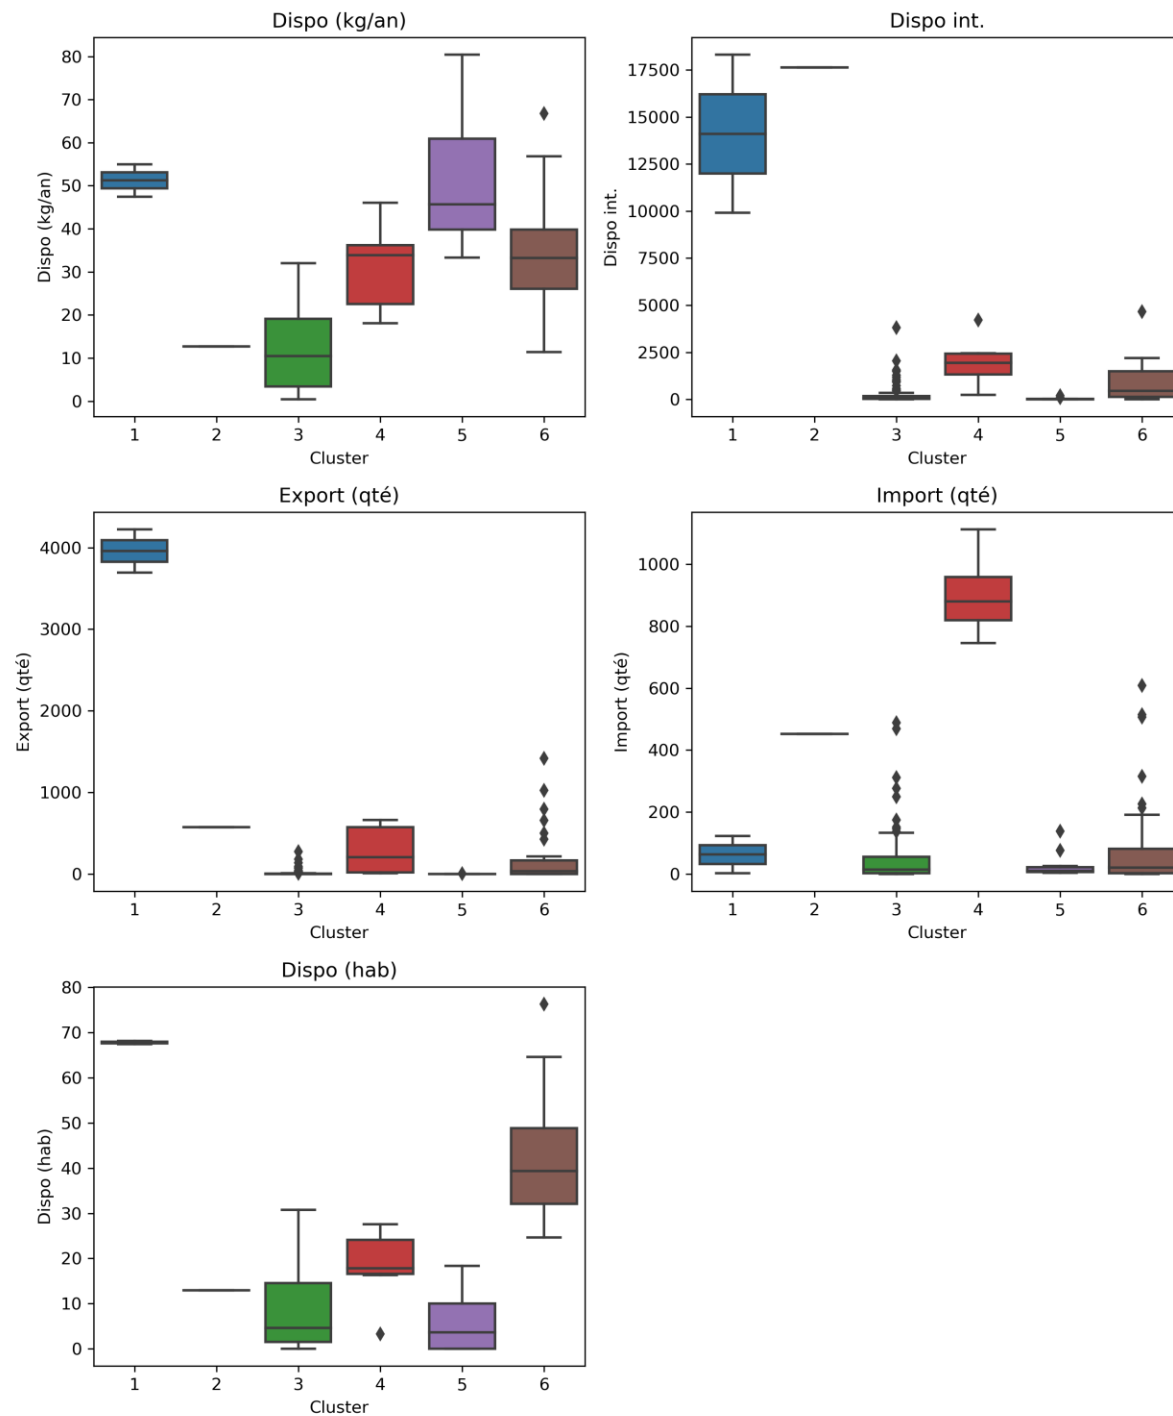 Dispo (kg/an)
Dispo (kg/an)
80
70
60
50
40
30
20
10
0
1 2 3 4 5 6
Cluster
Dispo int.
Dispo int.
17500
15000
12500
10000
7500
5000
2500
0
1 2 3 4 5 6
Cluster
Export (qté)
Export (qté)
4000
3000
2000
1000
0
1 2 3 4 5 6
Cluster
Import (qté)
Import (qté)
1000
800
600
400
200
0
1 2 3 4 5 6
Cluster
Dispo (hab)
Dispo (hab)
80
70
60
50
40
30
20
10
0
1 2 3 4 5 6
Cluster